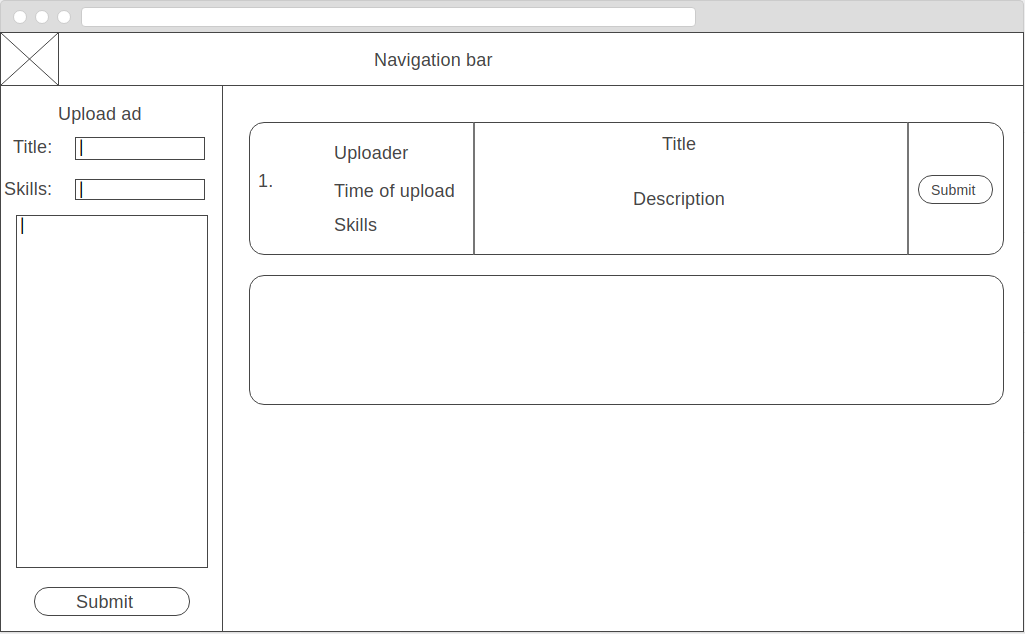 Navigation bar
Upload ad
Title:
Skills:
Submit
1.
Uploader
Time of upload
Skills
Title
Description
Submit